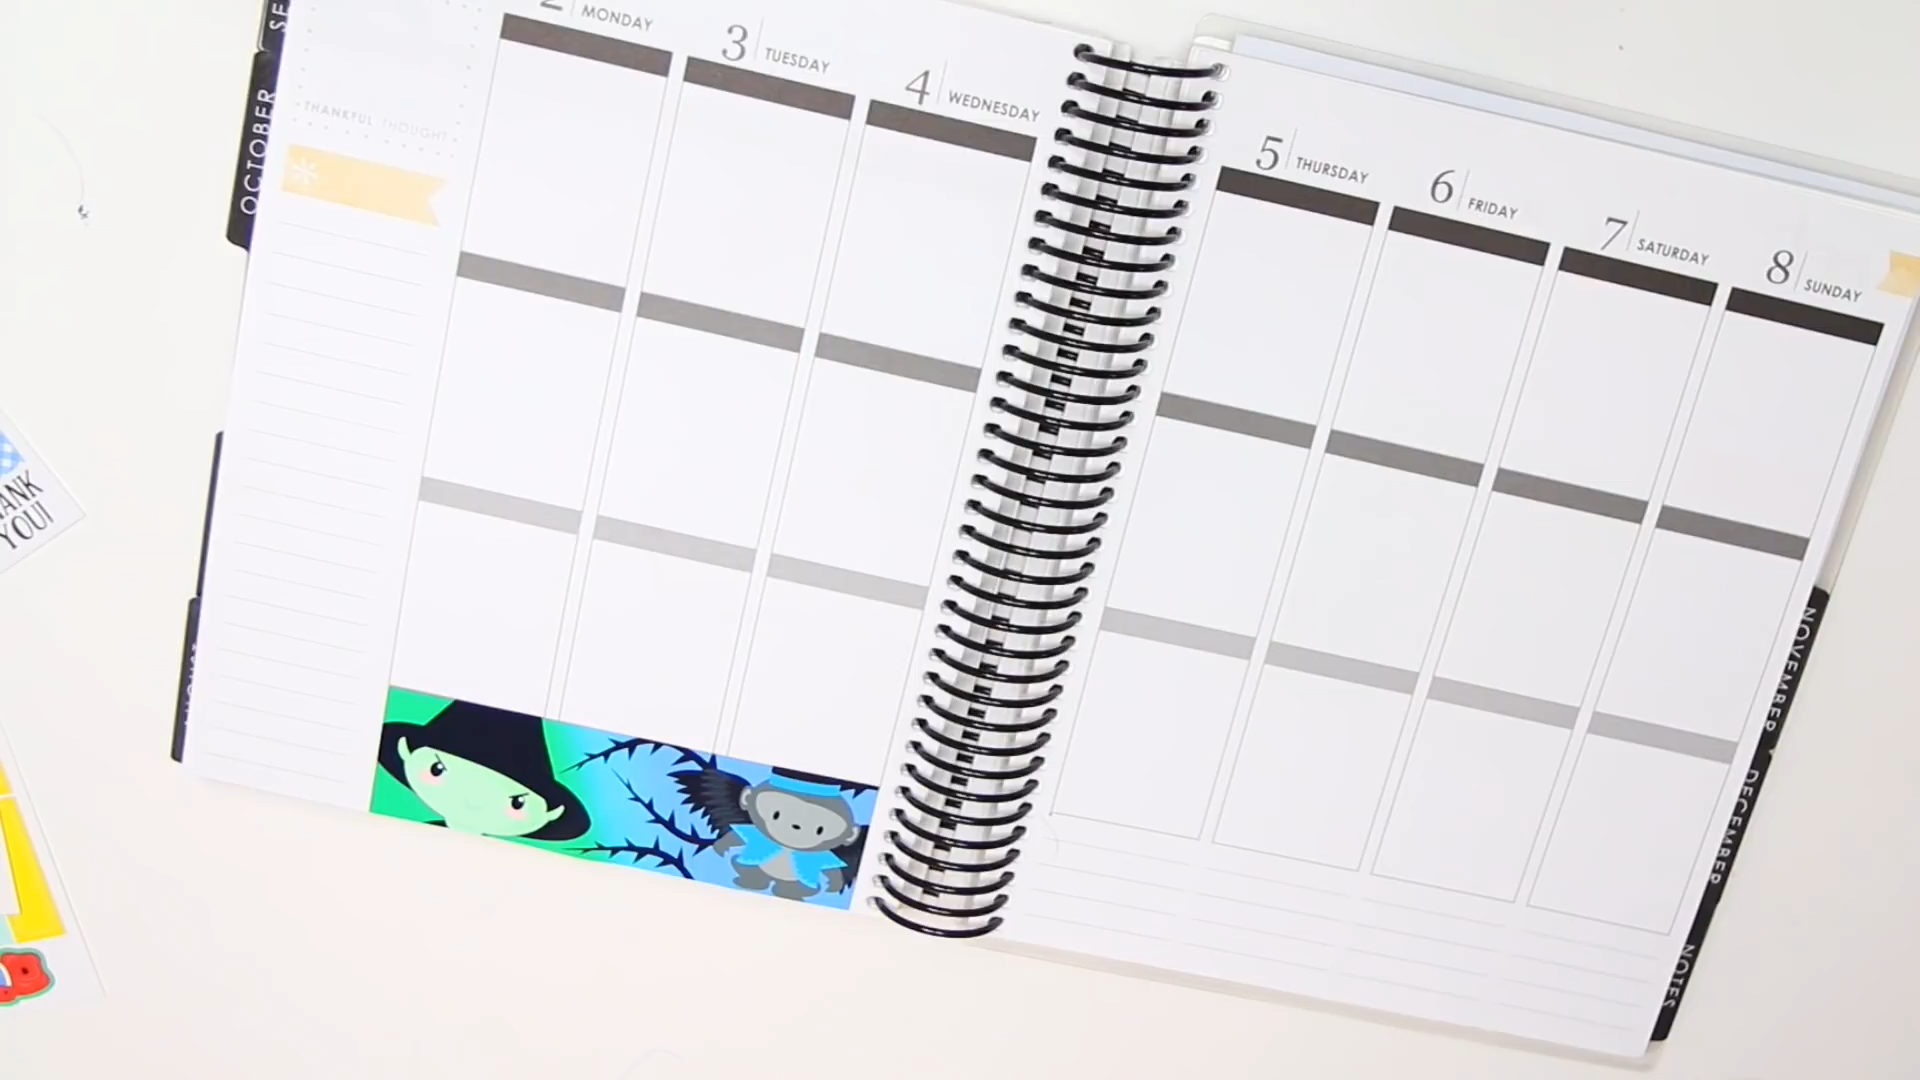 2 MONDAY
3 TUESDAY
4 WEDNESDAY
5 THURSDAY
6 FRIDAY
7 SATURDAY
8 SUNDAY
THANKFUL THOUGHT
OCTOBER
YOU!
NOVEMBER
DECEMBER
NOTES